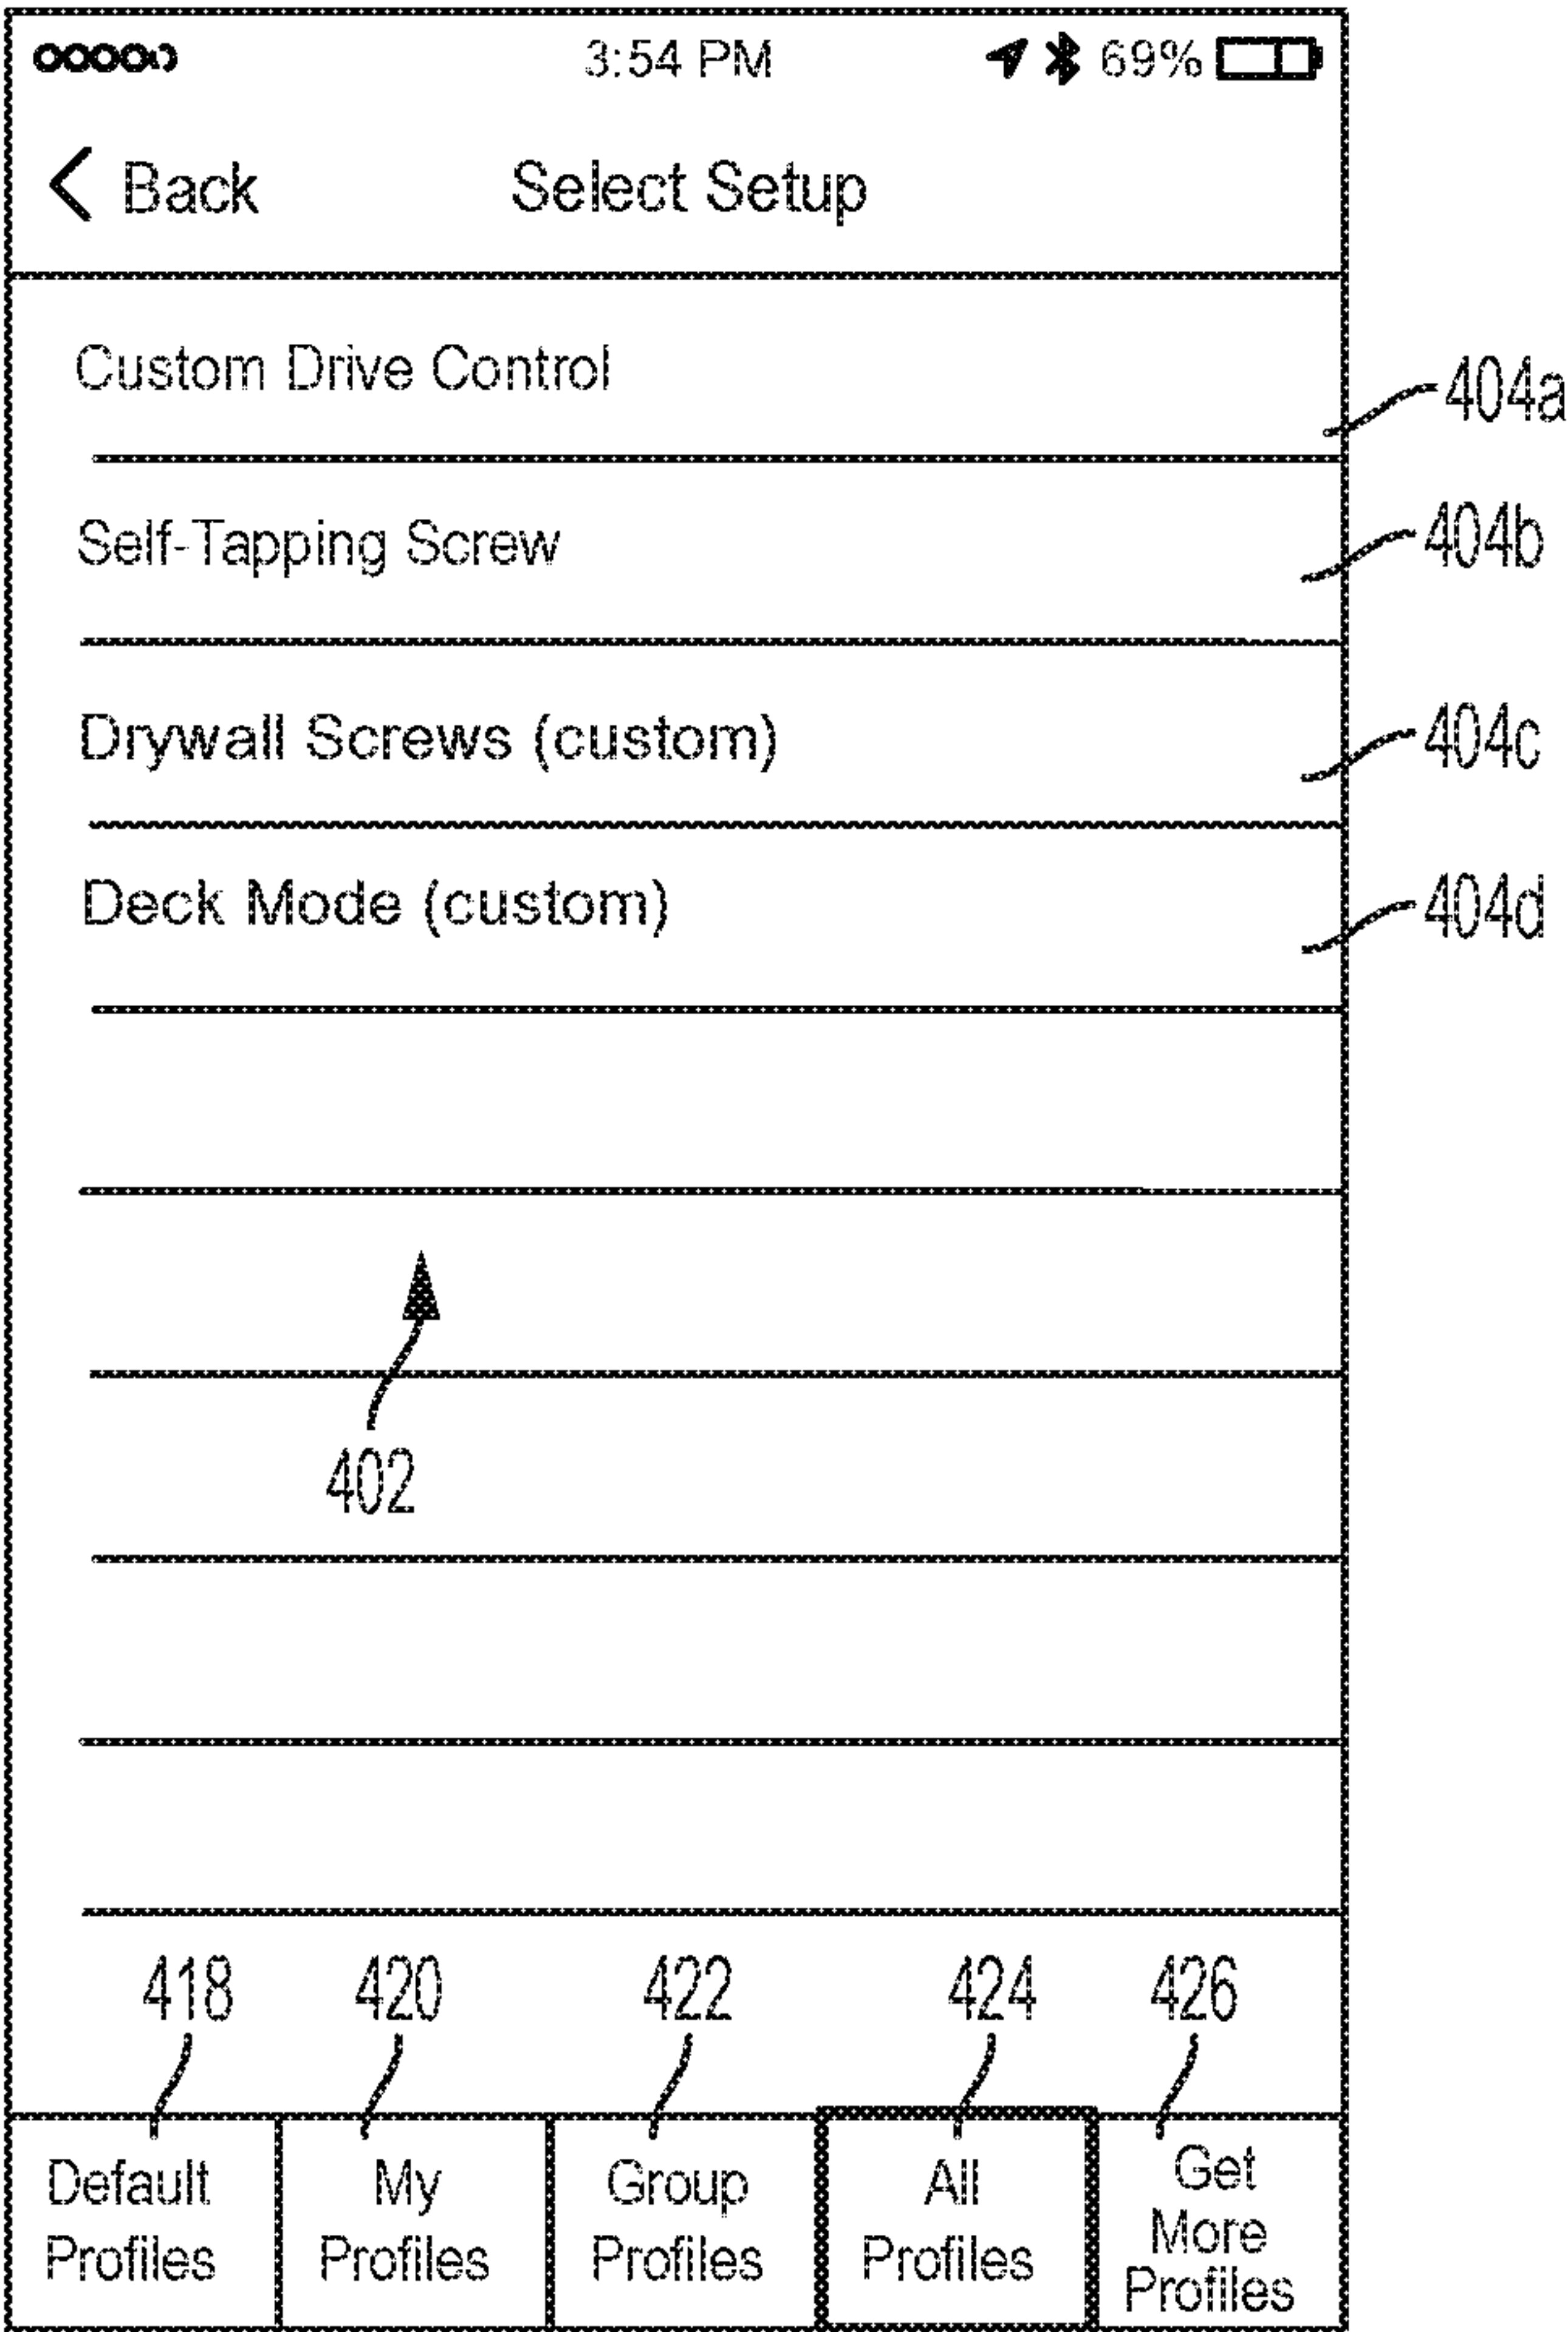 3:54 PM 69%
Back Select Setup
Custom Drive Control
404a
Self-Tapping Screw
404b
Drywall Screws (custom)
404c
Deck Mode (custom)
404d
402
418 420 422 424 426
Default
Profiles
My
Profiles
Group
Profiles
All
Profiles
Get
More
Profiles